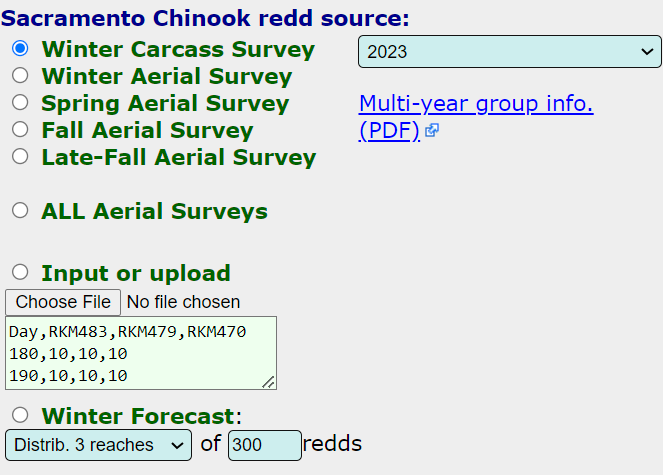 Sacramento Chinook redd source:
Winter Carcass Survey
2023
Winter Aerial Survey
Spring Aerial Survey
Multi-year group info.
Fall Aerial Survey
(PDF)
Late-Fall Aerial Survey
ALL Aerial Surveys
Input or upload
Choose File No file chosen
Day,RKM483,RKM479,RKM470
180,10,10,10
190,10,10,10
Winter Forecast:
Distrib. 3 reaches of 300 redds